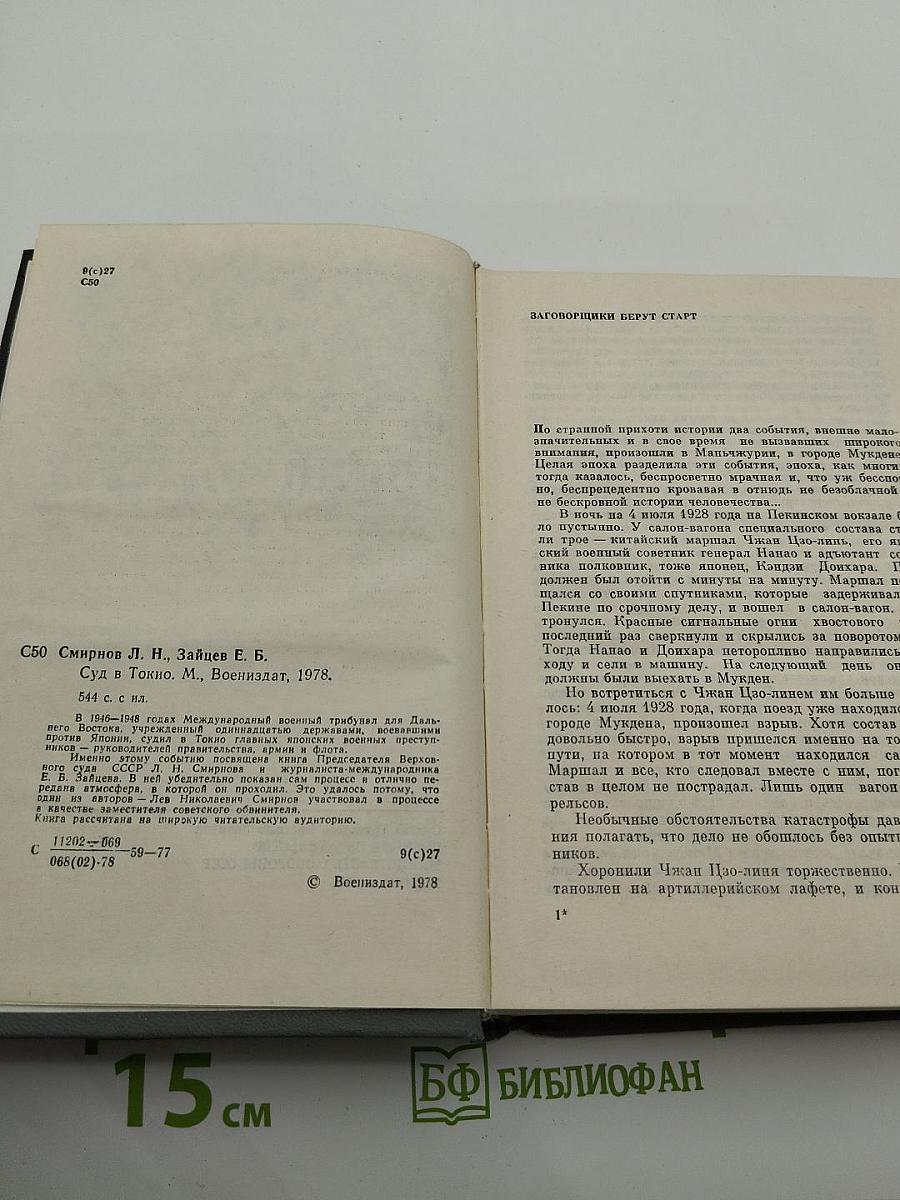 9(с)27
С50
С50 Смирнов Л. Н., Зайцев Е. Б.
Суд в Токио. М., Воениздат, 1978.
544 с. с ил.
В 1946—1948 годах Международный военный трибунал для Даль-
него Востока, учрежденный одиннадцатью державами, воевавшими
против Японии, судил в Токио главных японских военных преступ-
ников — руководителей правительства, армии и флота.
Именно этому событию посвящена книга Председателя Верхов-
ного суда СССР Л. Н. Смирнова и журналиста-международника
Е. Б. Зайцева. В ней убедительно показан сам процесс и отлично пе-
редана атмосфера, в которой он проходил. Это удалось потому, что
один из авторов — Лев Николаевич Смирнов участвовал в процессе
в качестве заместителя советского обвинителя.
Книга рассчитана на широкую читательскую аудиторию.
С 11202—069
068(02)-78 59—77
9(с)27
© Воениздат, 1978
ЗАГОВОРЩИКИ БЕРУТ СТАРТ
По странной прихоти истории два события, внешне мало-
значительных и в свое время не вызвавших широкого
внимания, произошли в Маньчжурии, в городе Мукдене
Целая эпоха разделила эти события, эпоха, как многи
тогда казалось, беспросветно мрачная и, что уж бесспо
но, беспрецедентно кровавая в отнюдь не безоблачной
не бескровной истории человечества...
В ночь на 4 июля 1928 года на Пекинском вокзале б
ло пустынно. У салон-вагона специального состава ст
ли трое — китайский маршал Чжан Цзо-линь, его яп
ский военный советник генерал Нанао и адъютант со
ника полковник, тоже японец, Кэндзи Доихара. П
должен был отойти с минуты на минуту. Маршал по
щался со своими спутниками, которые задерживал
Пекине по срочному делу, и вошел в салон-вагон.
тронулся. Красные сигнальные огни хвостового
последний раз сверкнули и скрылись за поворотом
Тогда Нанао и Доихара неторопливо направились
ходу и сели в машину. На следующий день он
должны были выехать в Мукден.
Но встретиться с Чжан Цзо-линем им больше
лось: 4 июля 1928 года, когда поезд уже находилс
городе Мукдена, произошел взрыв. Хотя состав
довольно быстро, взрыв пришелся именно на то
пути, на котором в тот момент находился са
Маршал и все, кто следовал вместе с ним, пог
став в целом не пострадал. Лишь один вагон
рельсов.
Необычные обстоятельства катастрофы дав
ния полагать, что дело не обошлось без опыт
ников.
Хоронили Чжан Цзо-линя торжественно.
тановлен на артиллерийском лафете, и кон
1*
15 см
БФ БИБЛИОФАН